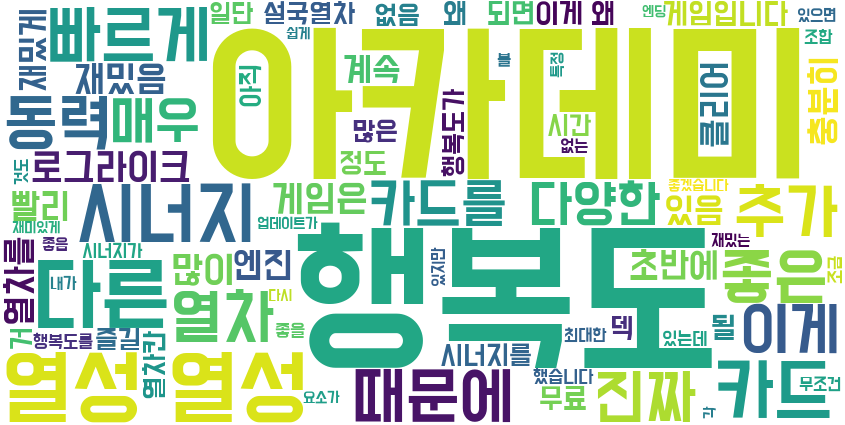 재밌게
빠르게
일단
설국열차
없음
왜
되면
이게 왜
엔딩
게임입니다
있으면
쉽게
아카데미
재밌음
아직
계속
볼
특정
클리어
조합
충분히
동력
매우
많은
행복도가
시간
없는
것도
로그라이크
정도
빨리
시너지
게임은
카드를
다양한
좋겠습니다
있음
추가
재미있게
업데이트가
열차를
좋음
시너지가
행복도
재밌는
다른
내가
많이
엔진
있지만
초반에
좋은
조금
열차
다시
좋을
거
행복도를
즐길
열차칸
시너지를
최대한
덱
있는데
될
이게
열성
열성
요소가
때문에
했습니다
무료
진짜
각
카드
무조건